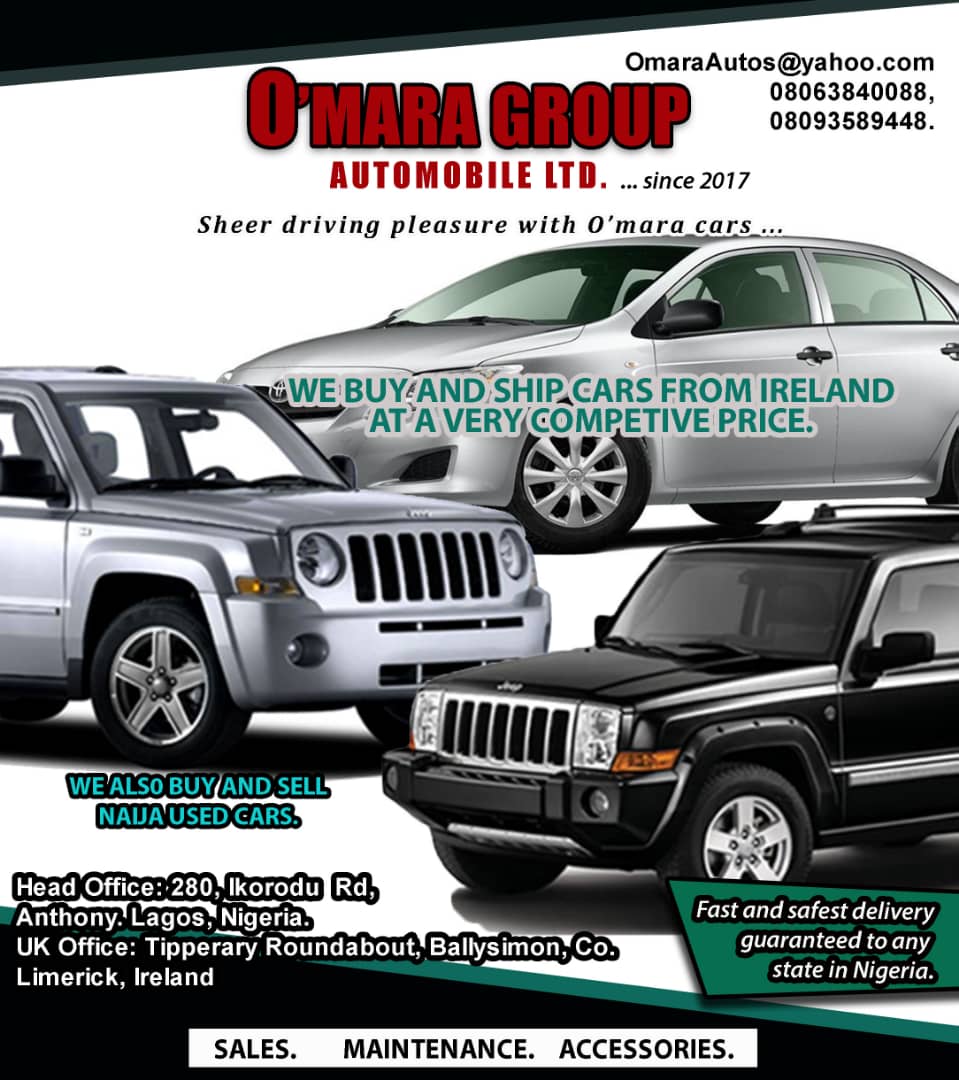 OmaraAutos@yahoo.com
08063840088,
08093589448.
O'MARA GROUP
AUTOMOBILE LTD. ... since 2017
Sheer driving pleasure with O'mara cars ...
WE BUY AND SHIP CARS FROM IRELAND
AT A VERY COMPETIVE PRICE.
Jeep
WE ALSO BUY AND SELL
NAIJA USED CARS.
Head Office: 280, Ikorodu Rd,
Anthony. Lagos, Nigeria.
UK Office: Tipperary Roundabout, Ballysimon, Co.
Limerick, Ireland
Fast and safest delivery
guaranteed to any
state in Nigeria.
SALES. MAINTENANCE. ACCESSORIES.